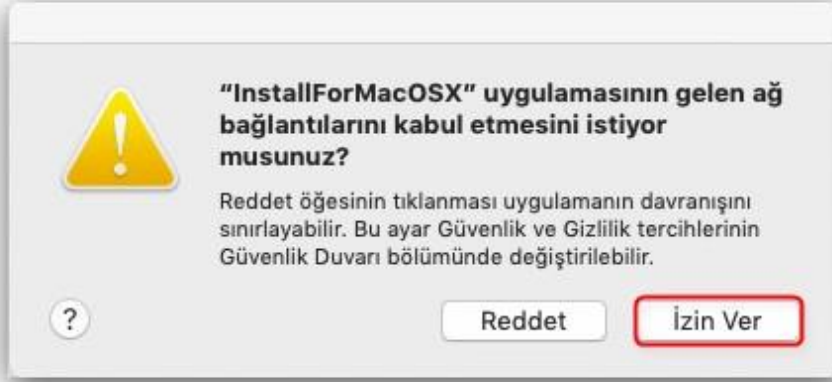 “InstallForMacOSX” uygulamasının gelen ağ
bağlantılarını kabul etmesini istiyor
musunuz?
Reddet öğesinin tıklanması uygulamanın davranışını
sınırlayabilir. Bu ayar Güvenlik ve Gizlilik tercihlerinin
Güvenlik Duvarı bölümünde değiştirilebilir.
?
Reddet
İzin Ver